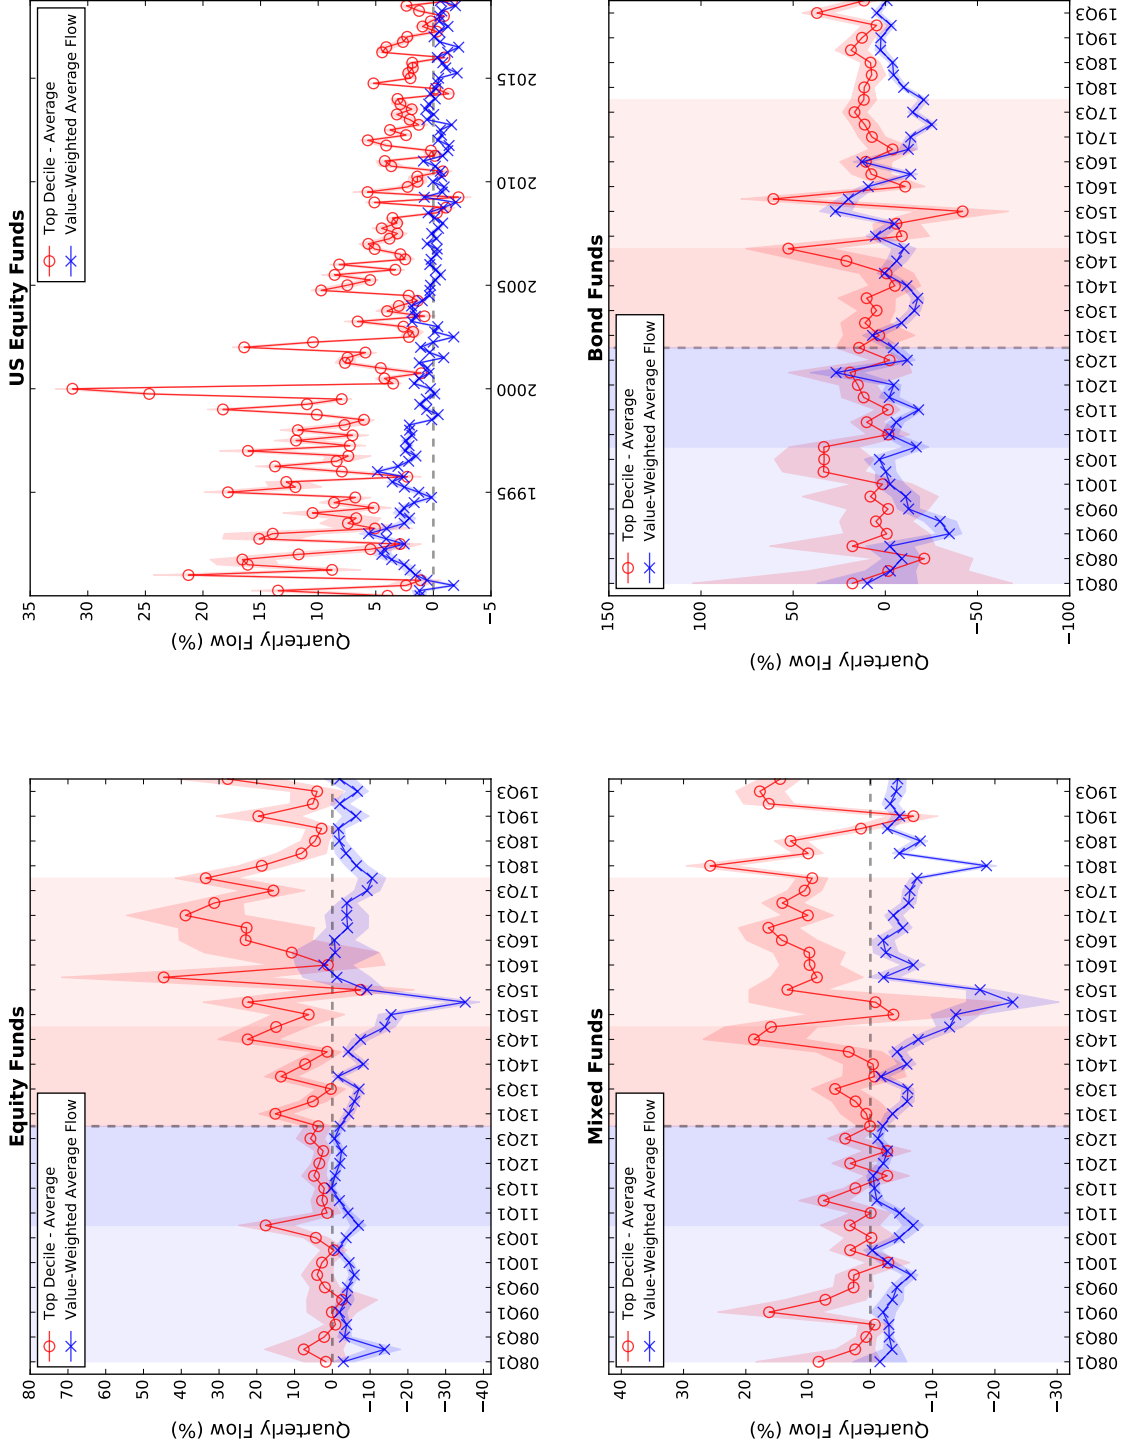 Equity Funds
Top Decile - Average
Value-Weighted Average Flow
Quarterly Flow (%)
80
70
60
50
40
30
20
10
0
−10
−20
−30
−40
08Q1
08Q3
09Q1
09Q3
10Q1
10Q3
11Q1
11Q3
12Q1
12Q3
13Q1
13Q3
14Q1
14Q3
15Q1
15Q3
16Q1
16Q3
17Q1
17Q3
18Q1
18Q3
19Q1
19Q3
US Equity Funds
Top Decile - Average
Value-Weighted Average Flow
Quarterly Flow (%)
35
30
25
20
15
10
5
0
−5
1995
2000
2005
2010
2015
Mixed Funds
Top Decile - Average
Value-Weighted Average Flow
Quarterly Flow (%)
40
30
20
10
0
−10
−20
−30
08Q1
08Q3
09Q1
09Q3
10Q1
10Q3
11Q1
11Q3
12Q1
12Q3
13Q1
13Q3
14Q1
14Q3
15Q1
15Q3
16Q1
16Q3
17Q1
17Q3
18Q1
18Q3
19Q1
19Q3
Bond Funds
Top Decile - Average
Value-Weighted Average Flow
Quarterly Flow (%)
150
100
50
0
−50
−100
08Q1
08Q3
09Q1
09Q3
10Q1
10Q3
11Q1
11Q3
12Q1
12Q3
13Q1
13Q3
14Q1
14Q3
15Q1
15Q3
16Q1
16Q3
17Q1
17Q3
18Q1
18Q3
19Q1
19Q3